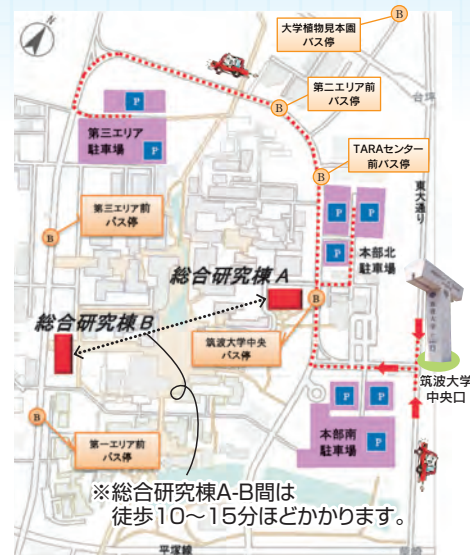 大学植物見本園
バス停
B
台坪
第二エリア前
バス停
B
P
第三エリア
駐車場
P
TARAセンター
前バス停
B
東大通り
第三エリア前
バス停
B
P
P
P
本部北
駐車場
総合研究棟 A
総合研究棟 B
B
筑波大学中央
バス停
筑波大学
中央口
P
P
B
第一エリア前
バス停
本部南
駐車場
P
※総合研究棟A-B間は
徒歩10〜15分ほどかかります。
平塚線